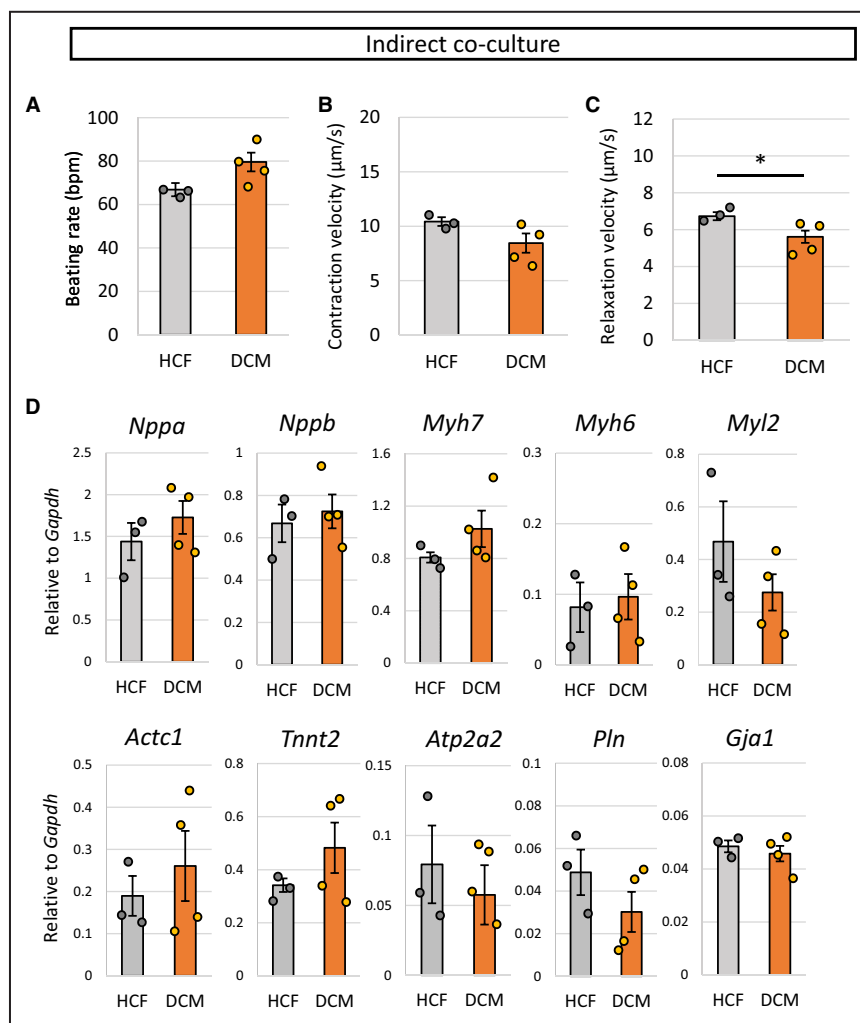 Indirect co-culture
A
B
C
Beating rate (bpm)
100
80
60
40
20
0
HCF DCM
Contraction velocity (µm/s)
20
15
10
5
0
HCF DCM
Relaxation velocity (µm/s)
12
10
8
6
4
2
0
*
HCF DCM
D
Relative to Gapdh
Nppa
2.5
2
1.5
1
0.5
0
HCF DCM
Nppb
1
0.8
0.6
0.4
0.2
0
HCF DCM
Myh7
1.6
1.2
0.8
0.4
0
HCF DCM
Myh6
0.3
0.2
0.1
0
HCF DCM
Myl2
0.8
0.6
0.4
0.2
0
HCF DCM
Relative to Gapdh
Actc1
0.5
0.4
0.3
0.2
0.1
0
HCF DCM
Tnnt2
0.8
0.6
0.4
0.2
0
HCF DCM
Atp2a2
0.15
0.1
0.05
0
HCF DCM
Pln
0.1
0.08
0.06
0.04
0.02
0
HCF DCM
Gja1
0.08
0.06
0.04
0.02
0
HCF DCM